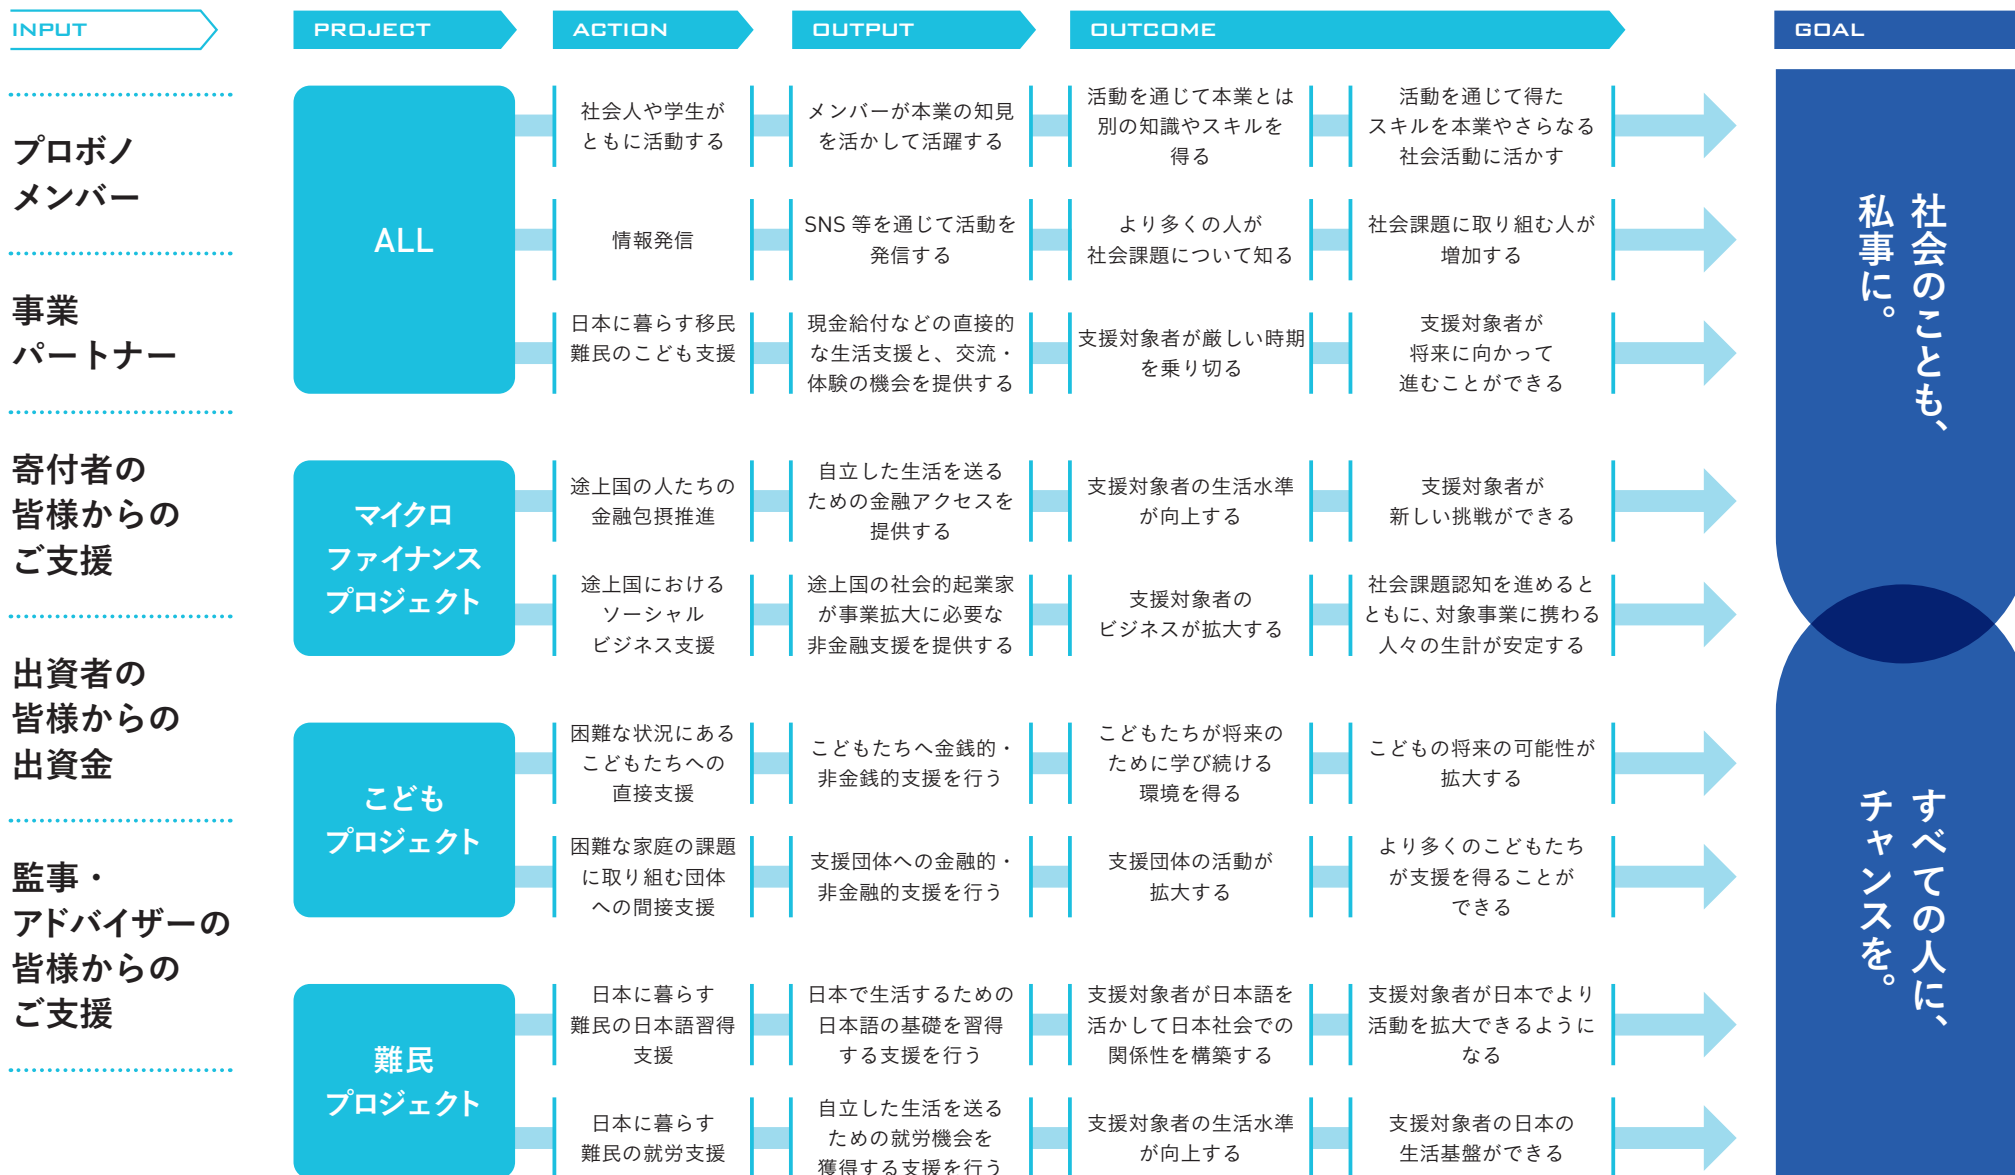 INPUT
PROJECT
ACTION
OUTPUT
OUTCOME
GOAL
プロボノ
メンバー
事業
パートナー
寄付者の
皆様からの
ご支援
出資者の
皆様からの
出資金
監事・
アドバイザーの
皆様からの
ご支援
ALL
社会人や学生が
ともに活動する
メンバーが本業の知見
を活かして活躍する
活動を通じて本業とは
別の知識やスキルを
得る
活動を通じて得た
スキルを本業やさらなる
社会活動に活かす
情報発信
SNS 等を通じて活動を
発信する
より多くの人が
社会課題について知る
社会課題に取り組む人が
増加する
日本に暮らす移民
難民のこども支援
現金給付などの直接的
な生活支援と、交流・
体験の機会を提供する
支援対象者が厳しい時期
を乗り切る
支援対象者が
将来に向かって
進むことができる
マイクロ
ファイナンス
プロジェクト
途上国の人たちの
金融包摂推進
自立した生活を送る
ための金融アクセスを
提供する
支援対象者の生活水準
が向上する
支援対象者が
新しい挑戦ができる
途上国における
ソーシャル
ビジネス支援
途上国の社会的起業家
が事業拡大に必要な
非金融支援を提供する
支援対象者の
ビジネスが拡大する
社会課題認知を進めると
ともに、対象事業に携わる
人々の生計が安定する
こども
プロジェクト
困難な状況にある
こどもたちへの
直接支援
こどもたちへ金銭的・
非金銭的支援を行う
こどもたちが将来の
ために学び続ける
環境を得る
こどもの将来の可能性が
拡大する
困難な家庭の課題
に取り組む団体
への間接支援
支援団体への金融的・
非金融的支援を行う
支援団体の活動が
拡大する
より多くのこどもたち
が支援を得ることが
できる
難民
プロジェクト
日本に暮らす
難民の日本語習得
支援
日本で生活するための
日本語の基礎を習得
する支援を行う
支援対象者が日本語を
活かして日本社会での
関係性を構築する
支援対象者が日本でより
活動を拡大できるように
なる
日本に暮らす
難民の就労支援
自立した生活を送る
ための就労機会を
獲得する支援を行う
支援対象者の生活水準
が向上する
支援対象者の日本の
生活基盤ができる
社会のことも、
私事に。
すべての人に、
チャンスを。